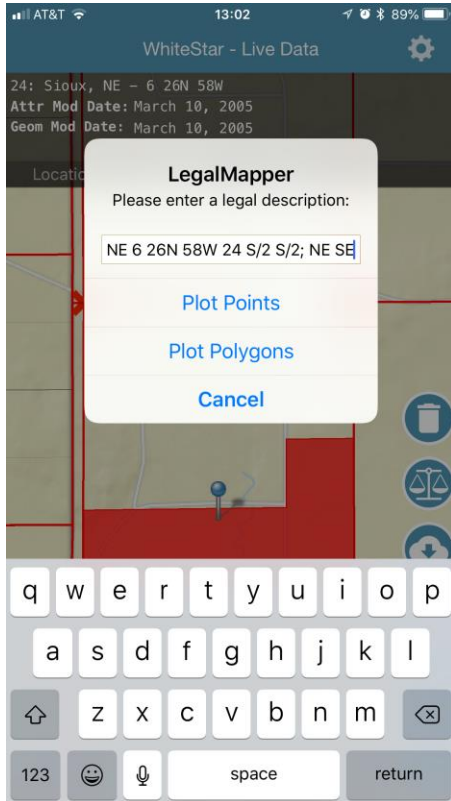 AT&T 13:02 89%
WhiteStar - Live Data
24: Sioux, NE - 6 26N 58W
Attr Mod Date: March 10, 2005
Geom Mod Date: March 10, 2005
Locatio
LegalMapper
Please enter a legal description:
NE 6 26N 58W 24 S/2 S/2; NE SE
Plot Points
Plot Polygons
Cancel
q w e r t y u i o p
a s d f g h j k l
z x c v b n m
123 space return